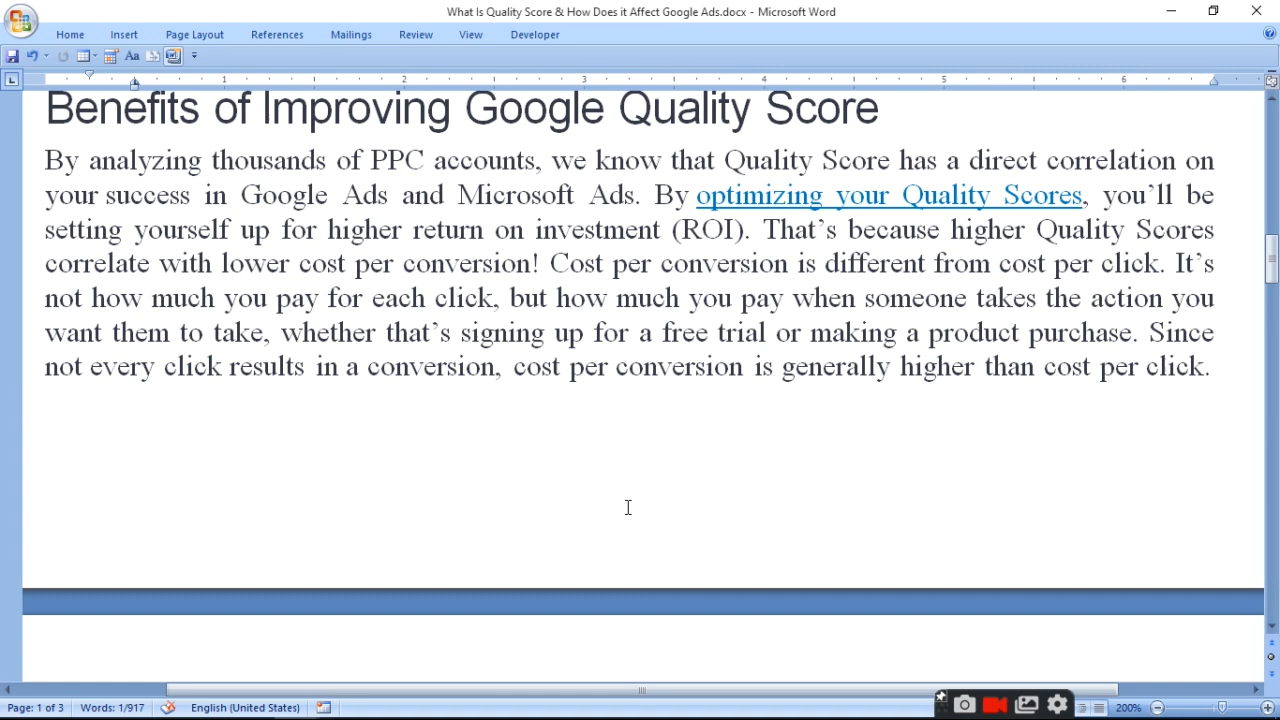 What Is Quality Score & How Does it Affect Google Ads.docx - Microsoft Word
Home Insert Page Layout References Mailings Review View Developer
Aa
1 2 3 4 5 6
Benefits of Improving Google Quality Score
By analyzing thousands of PPC accounts, we know that Quality Score has a direct correlation on
your success in Google Ads and Microsoft Ads. By optimizing your Quality Scores, you’ll be
setting yourself up for higher return on investment (ROI). That’s because higher Quality Scores
correlate with lower cost per conversion! Cost per conversion is different from cost per click. It’s
not how much you pay for each click, but how much you pay when someone takes the action you
want them to take, whether that’s signing up for a free trial or making a product purchase. Since
not every click results in a conversion, cost per conversion is generally higher than cost per click.
Page: 1 of 3 Words: 1/917 English (United States) 200%